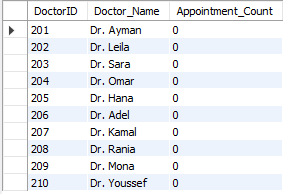 DoctorID Doctor_Name Appointment_Count
201 Dr. Ayman 0
202 Dr. Leila 0
203 Dr. Sara 0
204 Dr. Omar 0
205 Dr. Hana 0
206 Dr. Adel 0
207 Dr. Kamal 0
208 Dr. Rania 0
209 Dr. Mona 0
210 Dr. Youssef 0